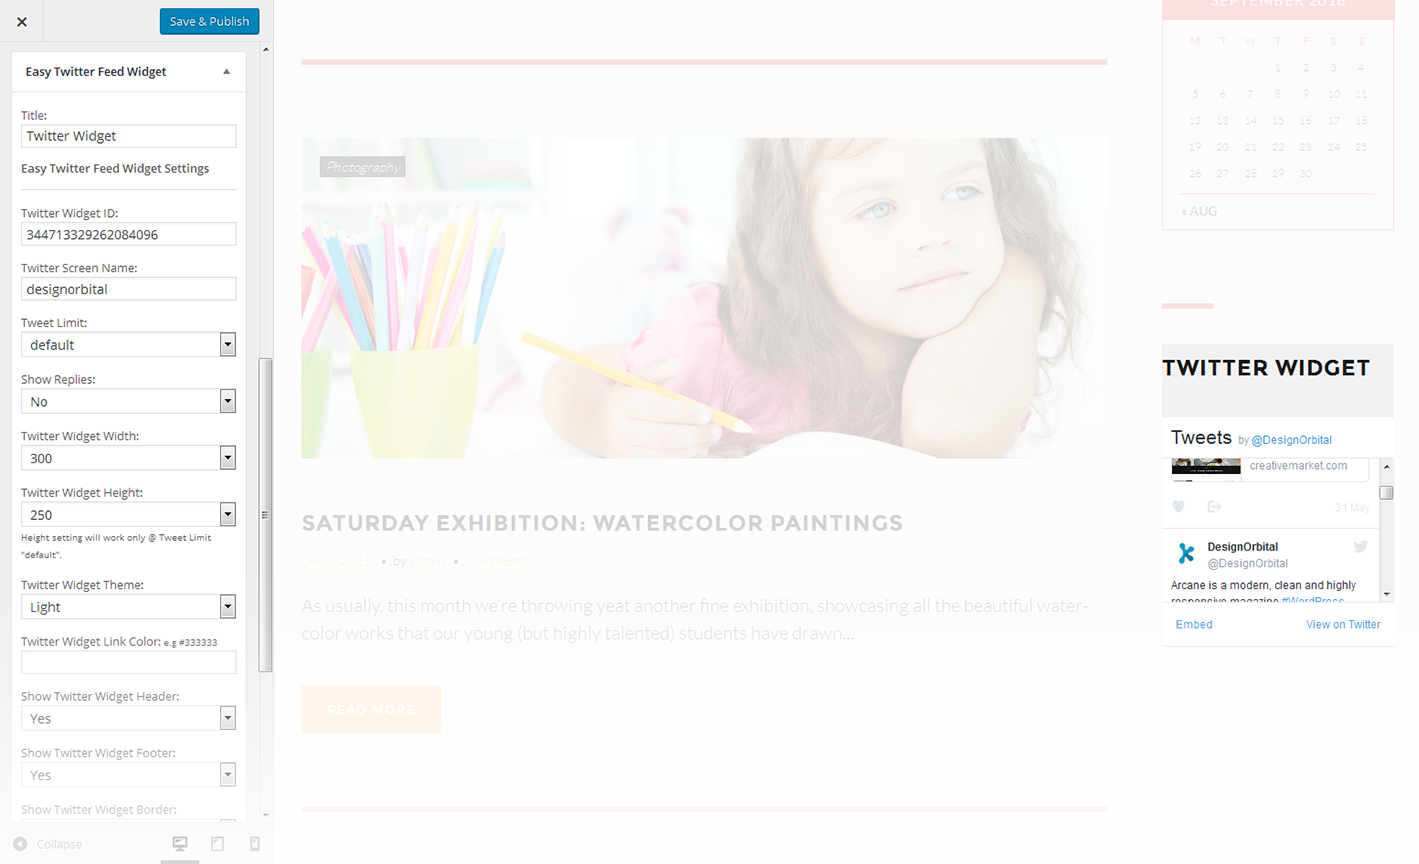 Save & Publish
Easy Twitter Feed Widget
Title:
Twitter Widget
Easy Twitter Feed Widget Settings
Twitter Widget ID:
344713329262084096
Twitter Screen Name:
designorbital
Tweet Limit:
default
Show Replies:
No
Twitter Widget Width:
300
Twitter Widget Height:
250
Height setting will work only @ Tweet Limit
"default".
Twitter Widget Theme:
Light
Twitter Widget Link Color: e.g #333333
Show Twitter Widget Header:
Yes
Show Twitter Widget Footer:
Yes
Show Twitter Widget Border:
Collapse
Photography
SATURDAY EXHIBITION: WATERCOLOR PAINTINGS
04.11.2016 • by admin • comments (0)
As usually, this month we're throwing yeat another fine exhibition, showcasing all the beautiful water-
color works that our young (but highly talented) students have drawn...
READ MORE
SEPTEMBER 2016
M T W T F S S
1 2 3 4
5 6 7 8 9 10 11
12 13 14 15 16 17 18
19 20 21 22 23 24 25
26 27 28 29 30
« AUG
TWITTER WIDGET
Tweets by @DesignOrbital
creativemarket.com
31 May
DesignOrbital
@DesignOrbital
Arcane is a modern, clean and highly
responsive magazine #WordPress
Embed View on Twitter